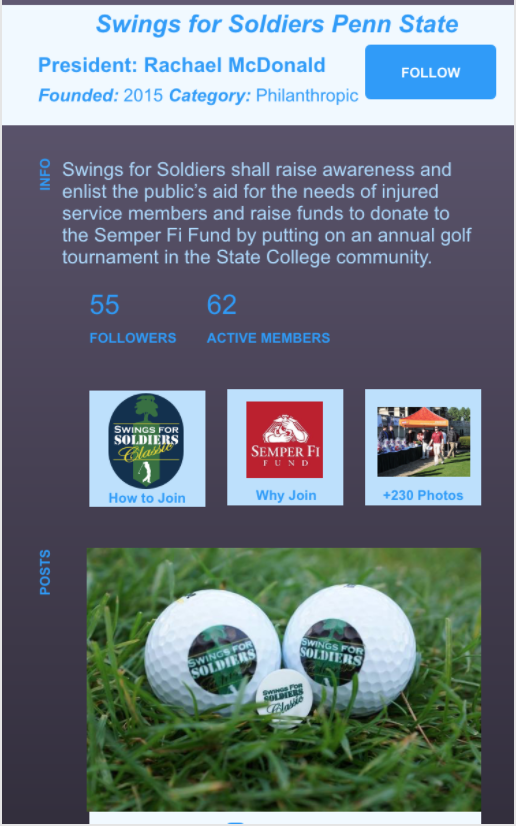 Swings for Soldiers Penn State
President: Rachael McDonald
FOLLOW
Founded: 2015 Category: Philanthropic
INFO
Swings for Soldiers shall raise awareness and
enlist the public's aid for the needs of injured
service members and raise funds to donate to
the Semper Fi Fund by putting on an annual golf
tournament in the State College community.
55
FOLLOWERS
62
ACTIVE MEMBERS
SWINGS FOR
SOLDIERS
Classic
How to Join
SEMPER FI
FUND
Why Join
+230 Photos
POSTS
SWINGS FOR
SOLDIERS
SWINGS FOR
SOLDIERS
SWINGS FOR
SOLDIERS
Classic